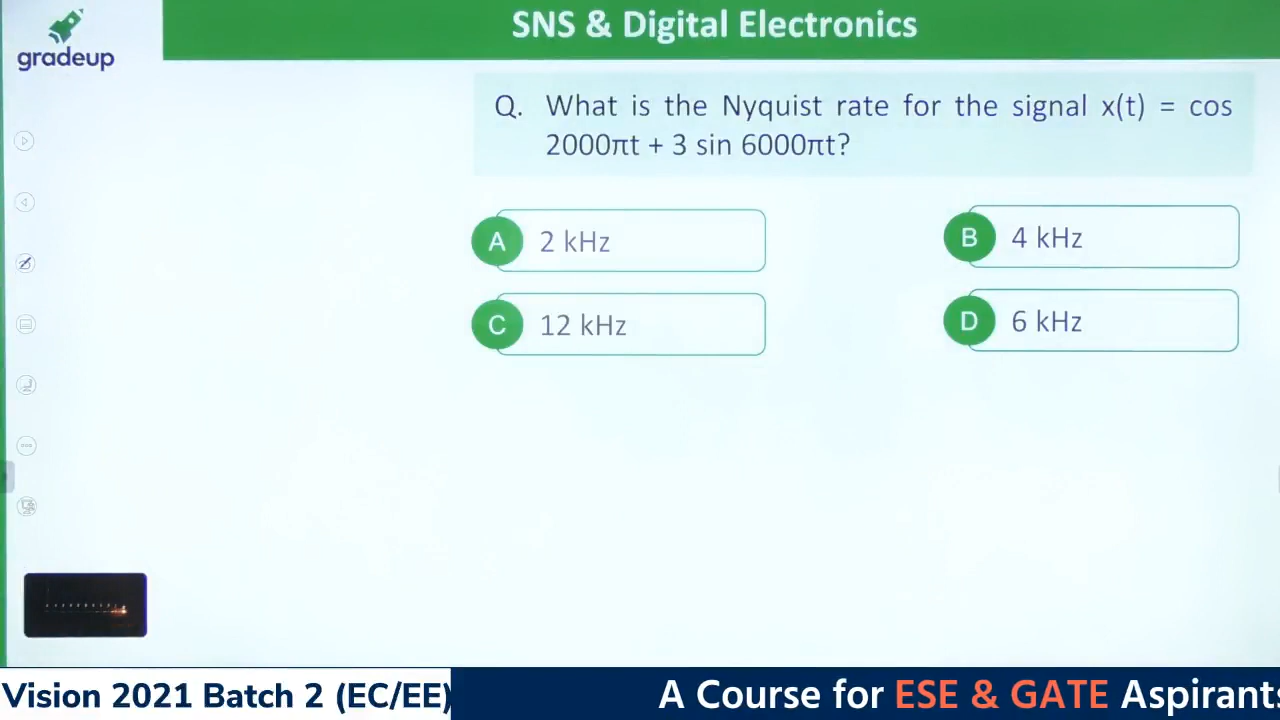 gradeup
SNS & Digital Electronics
Q. What is the Nyquist rate for the signal x(t) = cos
2000πt + 3 sin 6000πt?
A 2 kHz
B 4 kHz
C 12 kHz
D 6 kHz
Vision 2021 Batch 2 (EC/EE)
A Course for ESE & GATE Aspirants